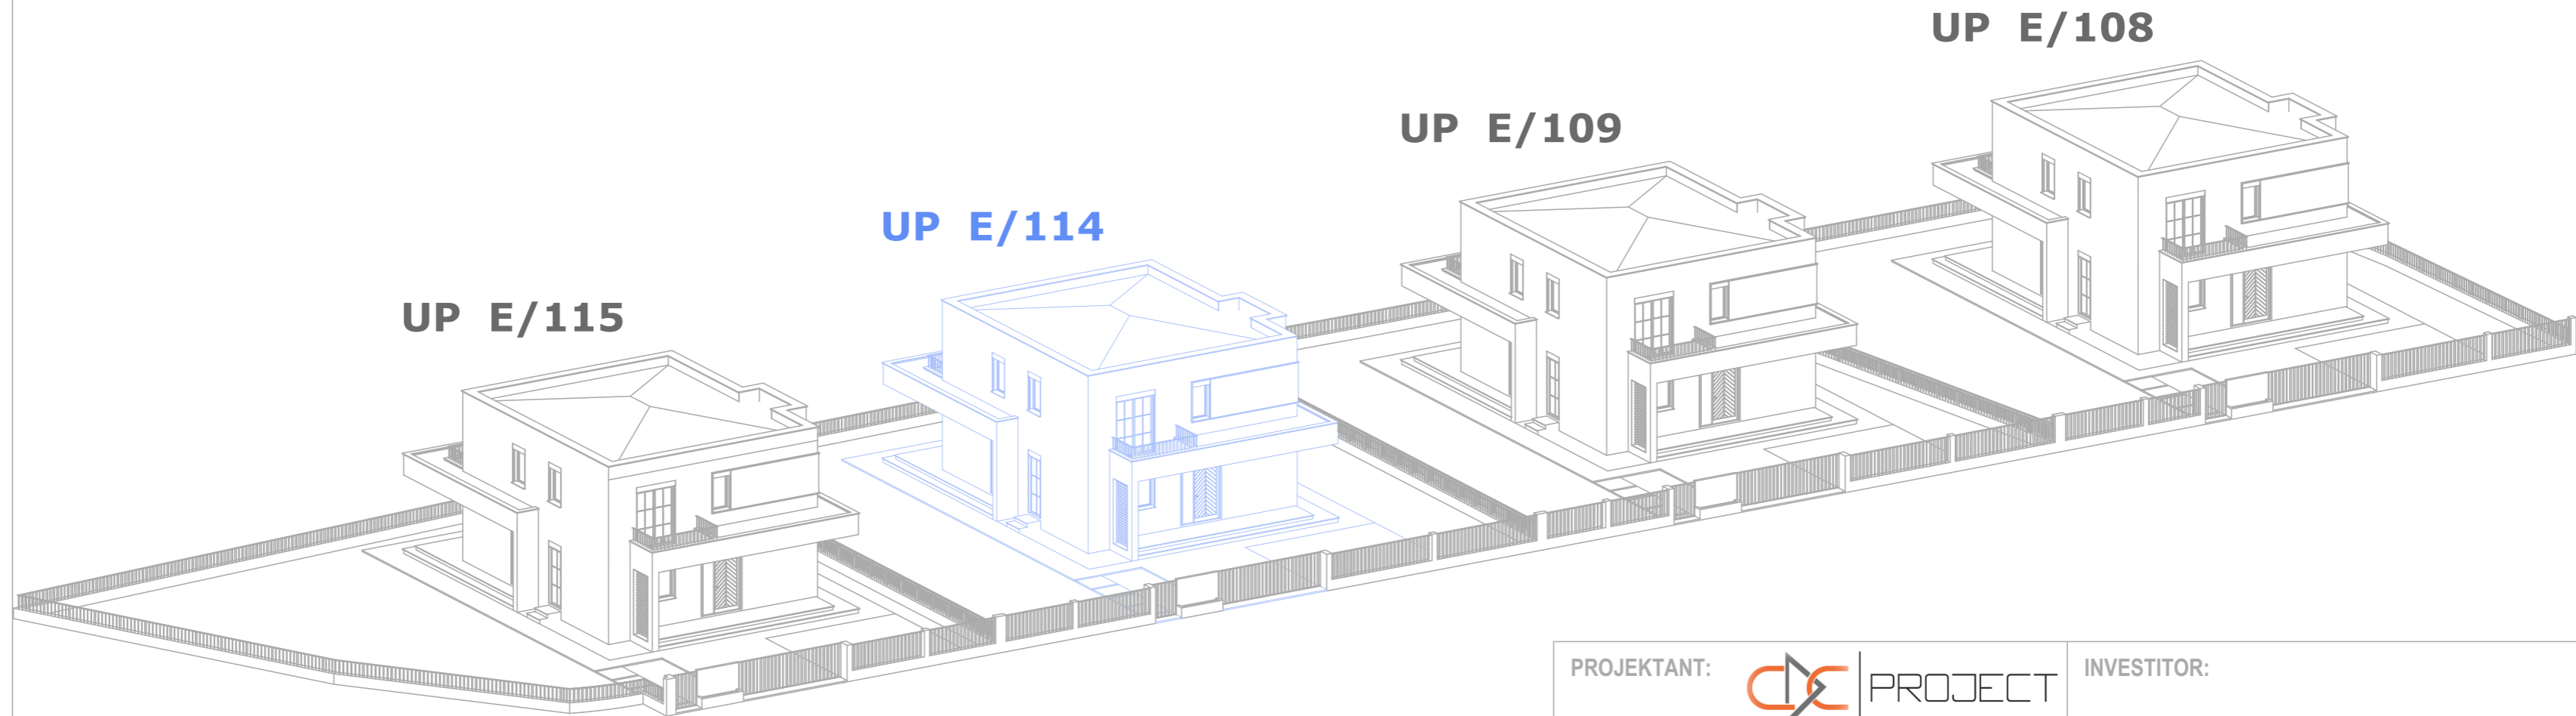 UP E/108
UP E/109
UP E/114
UP E/115
PROJEKTANT:
PROJECT
INVESTITOR: